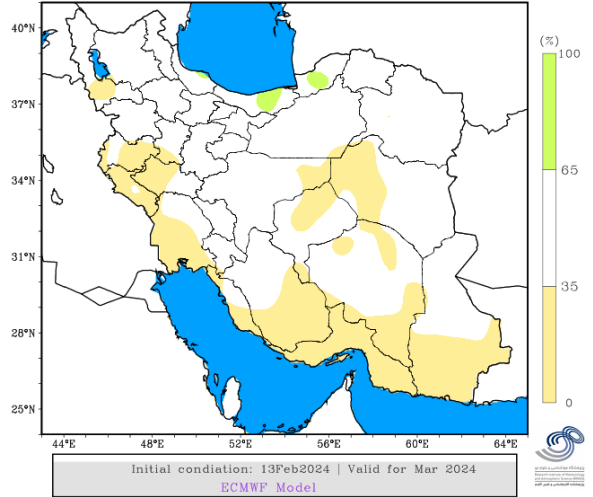 40°N
37°N
34°N
31°N
28°N
25°N
44°E 48°E 52°E 56°E 60°E 64°E
(%)
100
65
35
0
Initial condiation: 13Feb2024 | Valid for Mar 2024
ECMWF Model